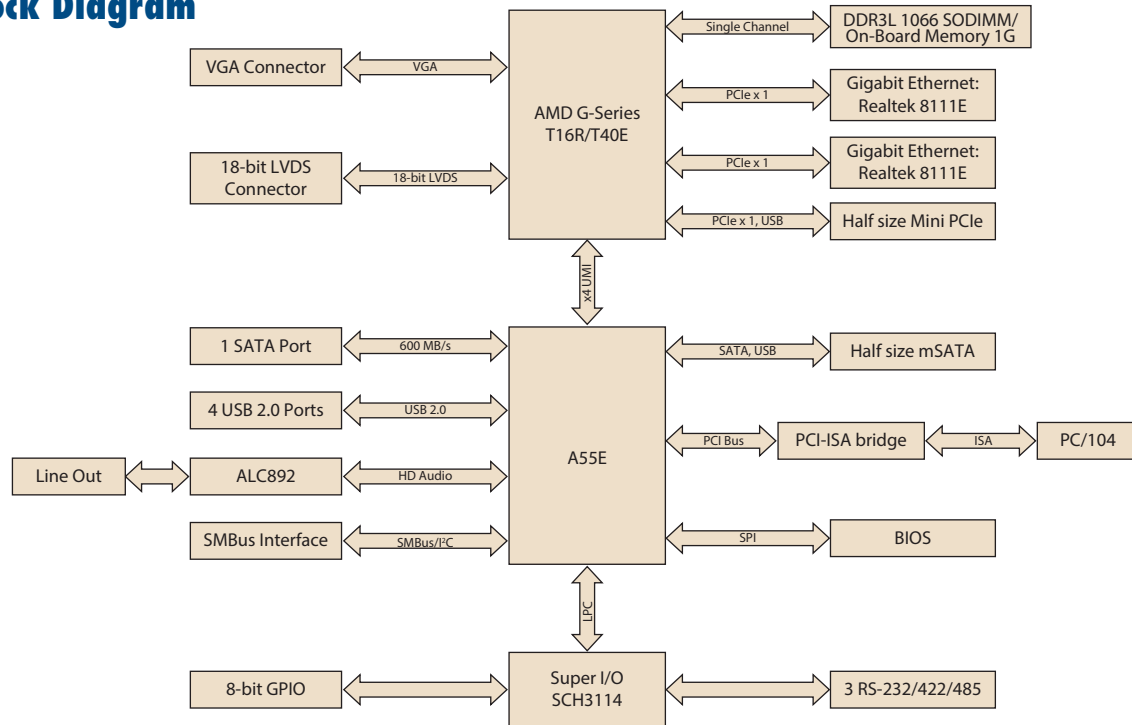 ock Diagram
DDR3L 1066 SODIMM/
On-Board Memory 1G
Single Channel
VGA Connector
VGA
AMD G-Series
T16R/T40E
PCIe x 1
Gigabit Ethernet:
Realtek 8111E
18-bit LVDS
Connector
18-bit LVDS
PCIe x 1
Gigabit Ethernet:
Realtek 8111E
PCIe x 1, USB
Half size Mini PCIe
x4 UMI
1 SATA Port
600 MB/s
SATA, USB
Half size mSATA
4 USB 2.0 Ports
USB 2.0
A55E
PCI Bus
PCI-ISA bridge
ISA
PC/104
Line Out
ALC892
HD Audio
SMBus Interface
SMBus/I²C
SPI
BIOS
LPC
8-bit GPIO
Super I/O
SCH3114
3 RS-232/422/485